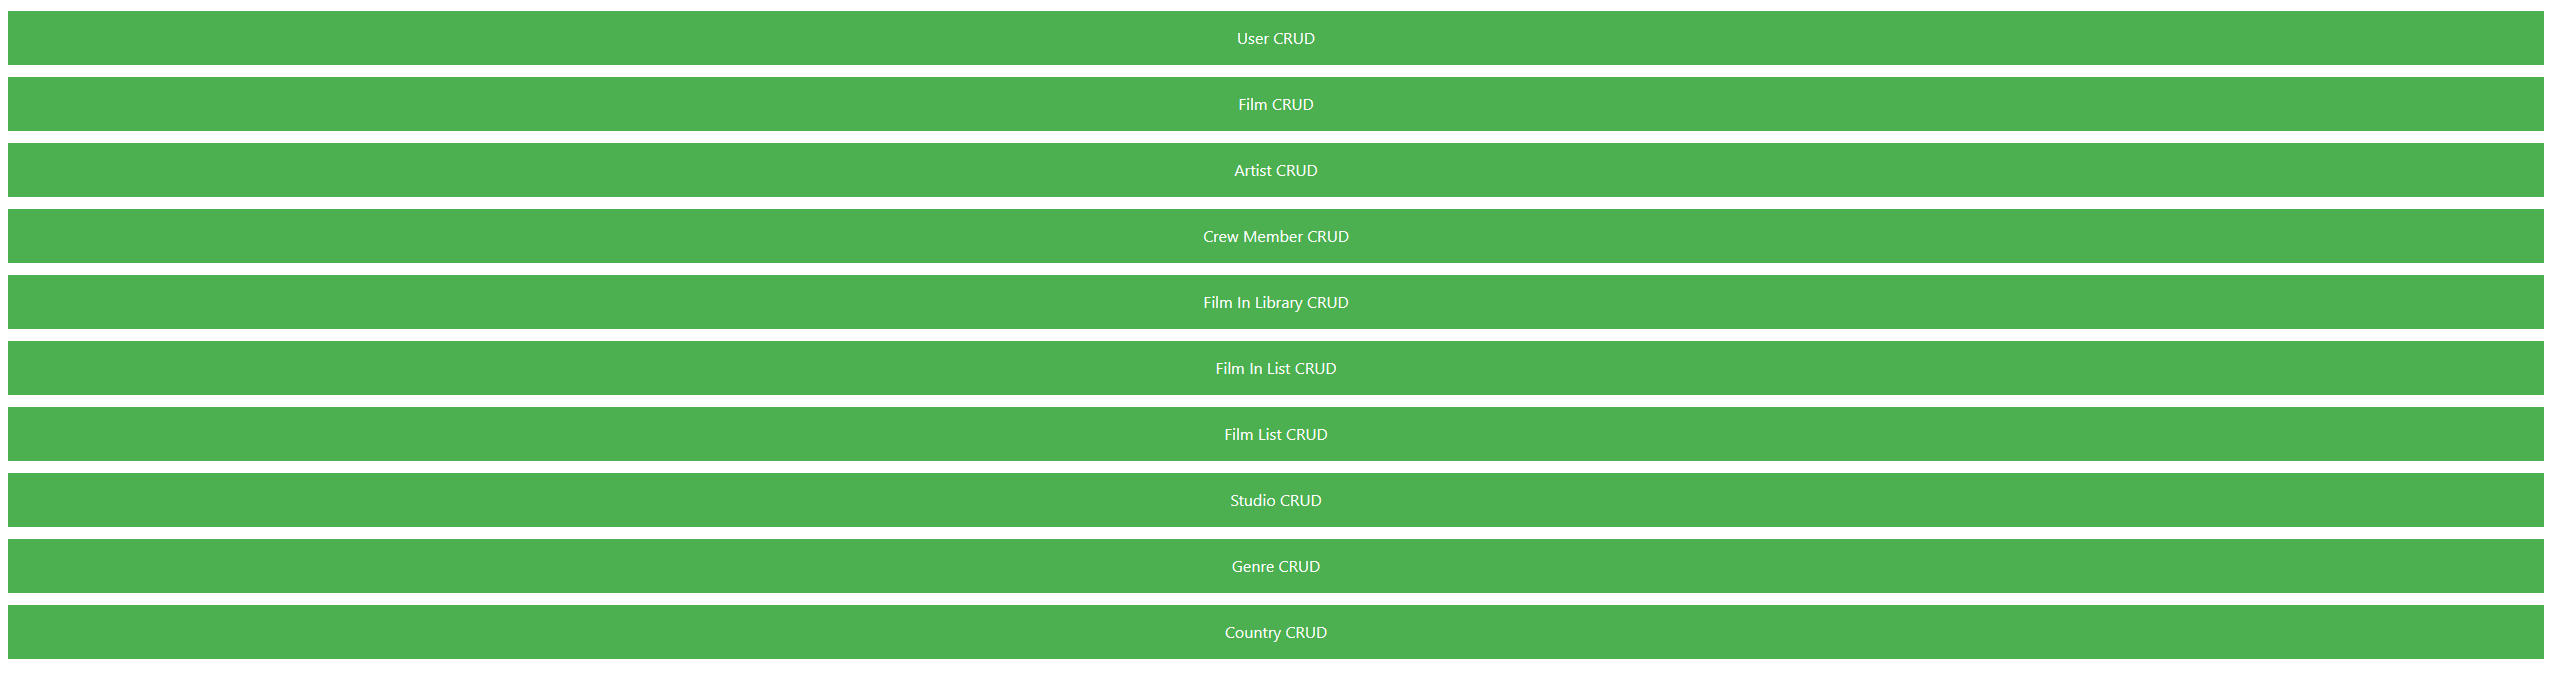 User CRUD
Film CRUD
Artist CRUD
Crew Member CRUD
Film In Library CRUD
Film In List CRUD
Film List CRUD
Studio CRUD
Genre CRUD
Country CRUD